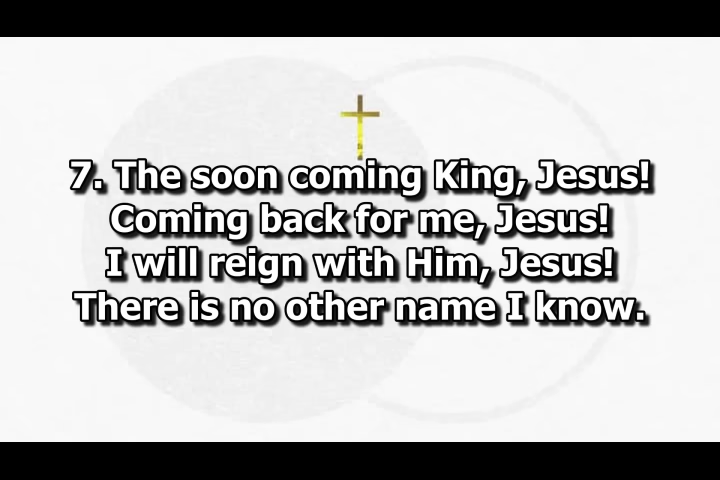 7. The soon coming King, Jesus!
Coming back for me, Jesus!
I will reign with Him, Jesus!
There is no other name I know.